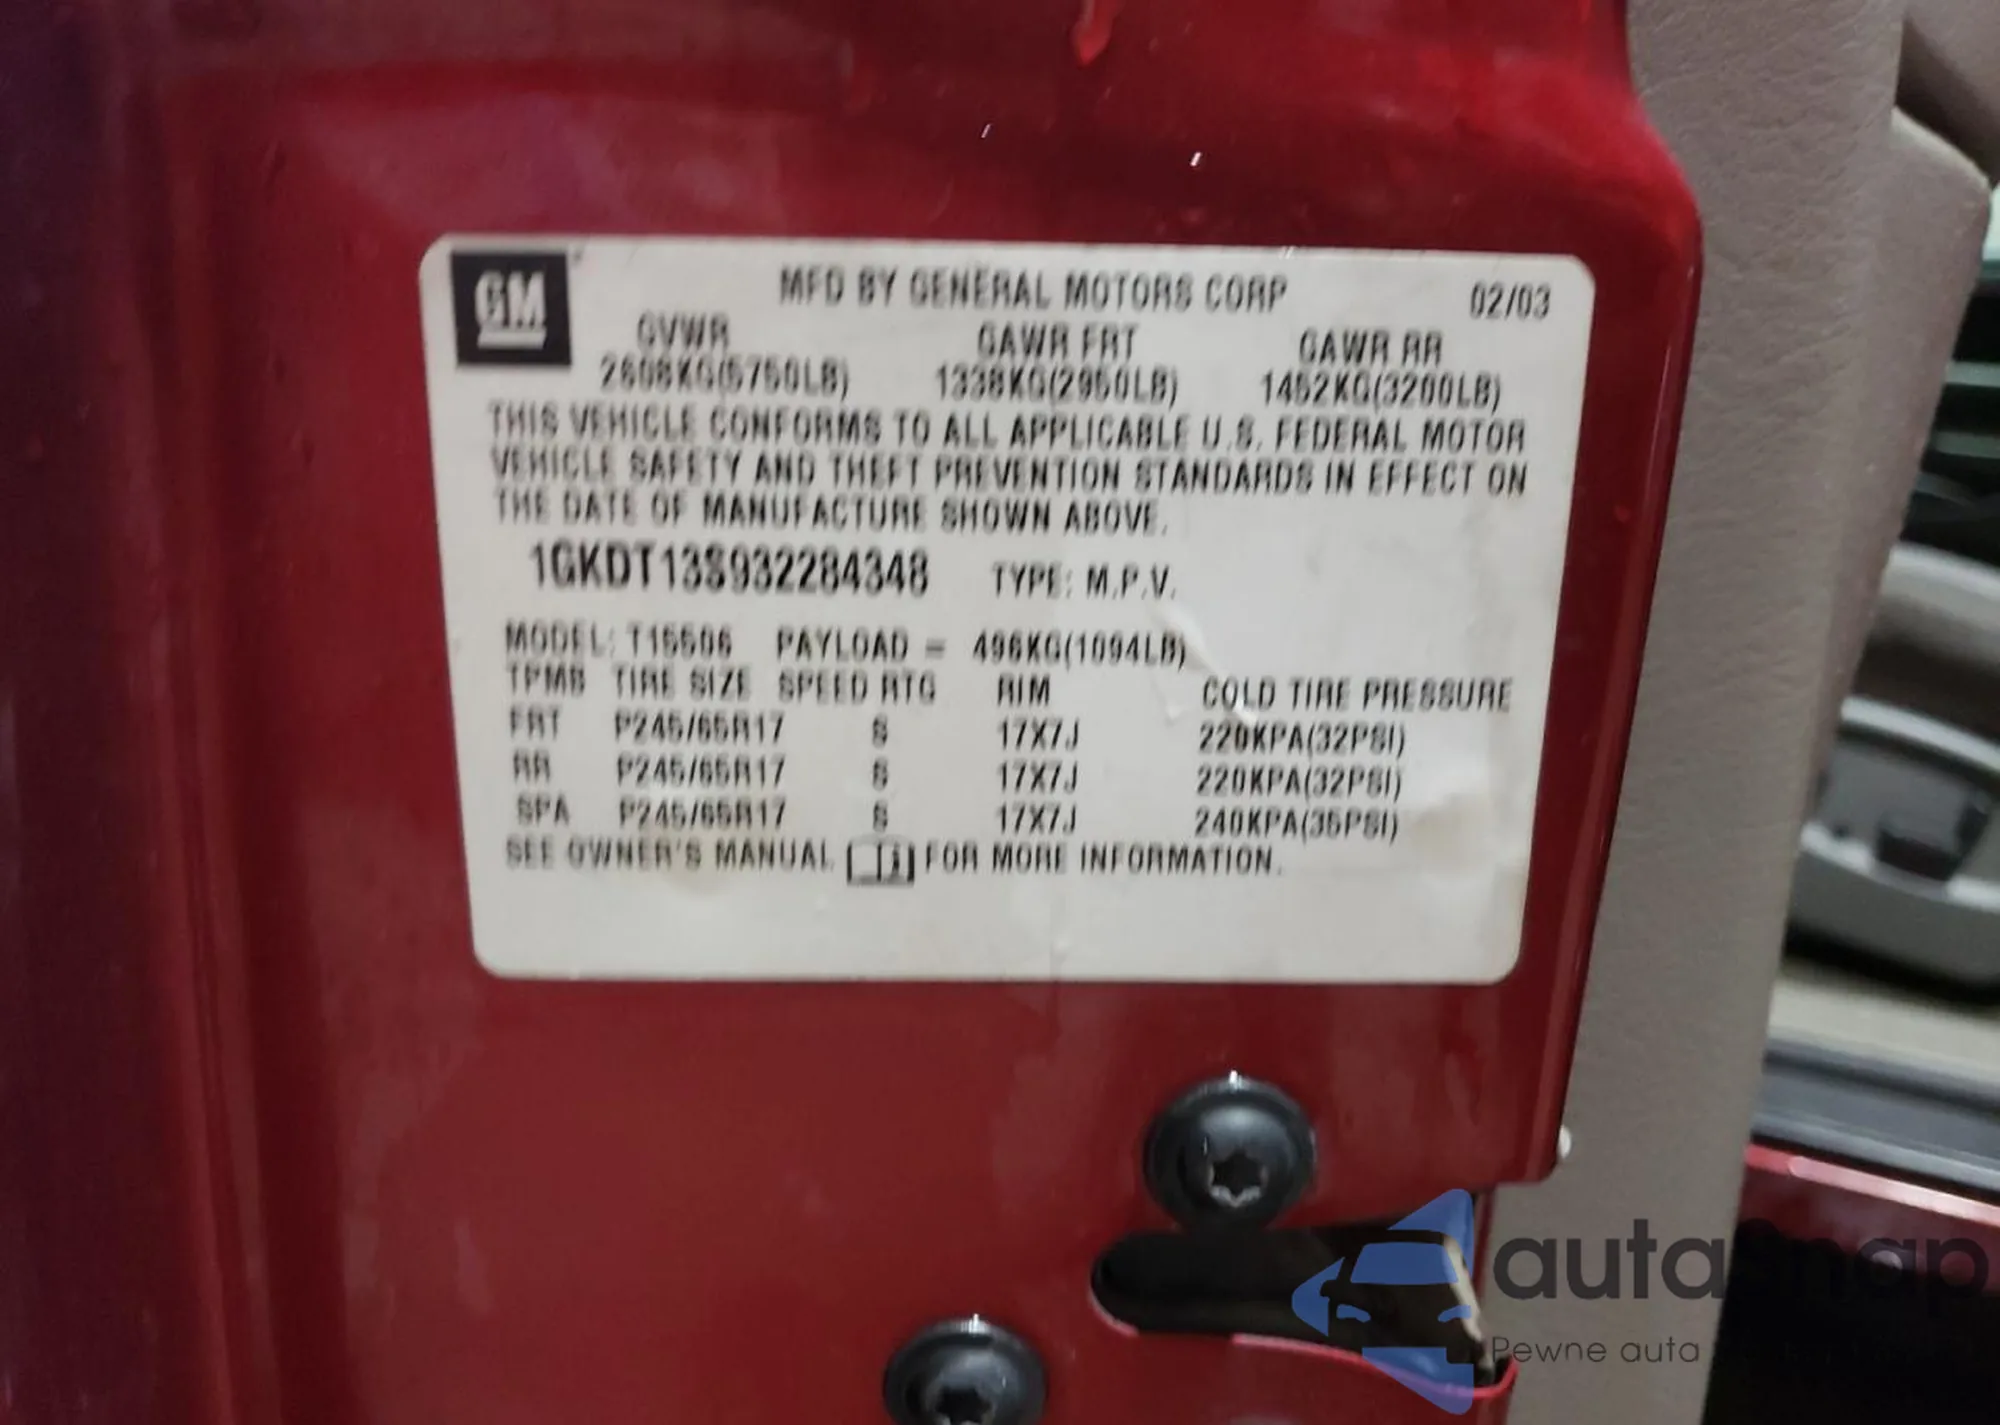 GM
MFD BY GENERAL MOTORS CORP 02/03
GVWR GAWR FRT GAWR RR
2608KG(5750LB) 1338KG(2950LB) 1452KG(3200LB)
THIS VEHICLE CONFORMS TO ALL APPLICABLE U.S. FEDERAL MOTOR
VEHICLE SAFETY AND THEFT PREVENTION STANDARDS IN EFFECT ON
THE DATE OF MANUFACTURE SHOWN ABOVE.
1GKDT13S932284348 TYPE: M.P.V.
MODEL: T15506 PAYLOAD = 496KG(1094LB)
TPMB TIRE SIZE SPEED RTG RIM COLD TIRE PRESSURE
FRT P245/65R17 S 17X7J 220KPA(32PSI)
RR P245/65R17 S 17X7J 220KPA(32PSI)
SPA P245/65R17 S 17X7J 240KPA(35PSI)
SEE OWNER'S MANUAL FOR MORE INFORMATION.
autasnap
Pewne auta